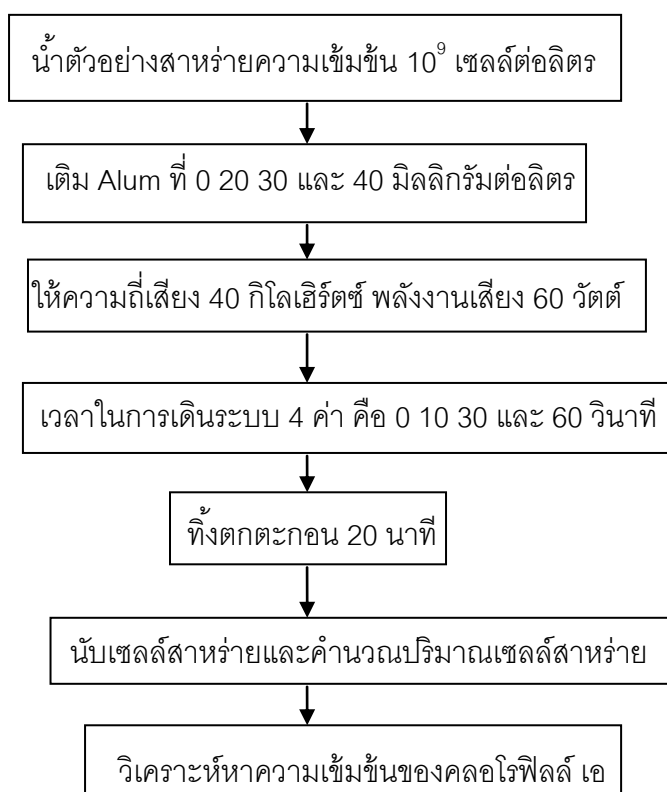 น้ำตัวอย่างสาหร่ายความเข้มข้น 10⁹ เซลล์ต่อลิตร
เติม Alum ที่ 0 20 30 และ 40 มิลลิกรัมต่อลิตร
ให้ความถี่เสียง 40 กิโลเฮิร์ตซ์ พลังงานเสียง 60 วัตต์
เวลาในการเดินระบบ 4 ค่า คือ 0 10 30 และ 60 วินาที
ทิ้งตกตะกอน 20 นาที
นับเซลล์สาหร่ายและคำนวณปริมาณเซลล์สาหร่าย
วิเคราะห์หาความเข้มข้นของคลอโรฟิลล์ เอ